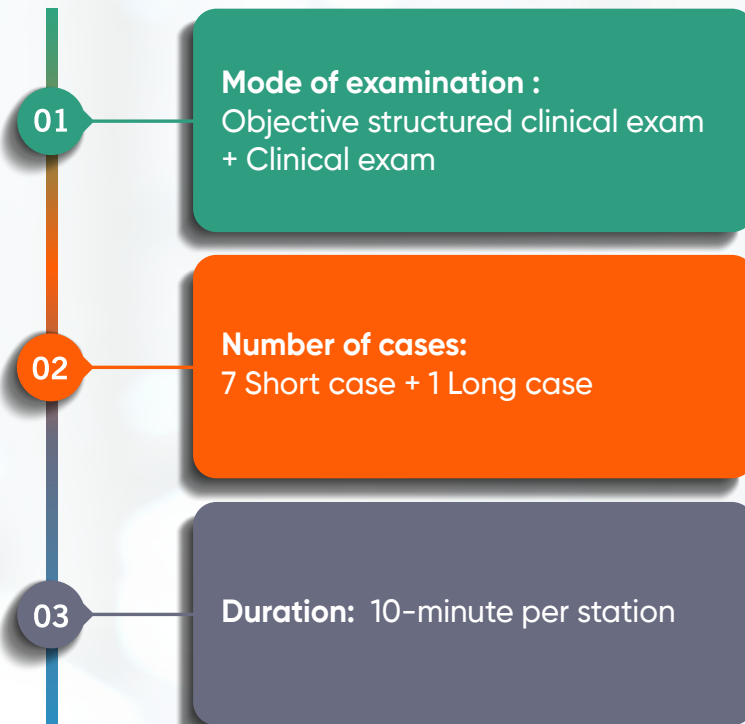 01
Mode of examination :
Objective structured clinical exam
+ Clinical exam
02
Number of cases:
7 Short case + 1 Long case
03
Duration: 10-minute per station